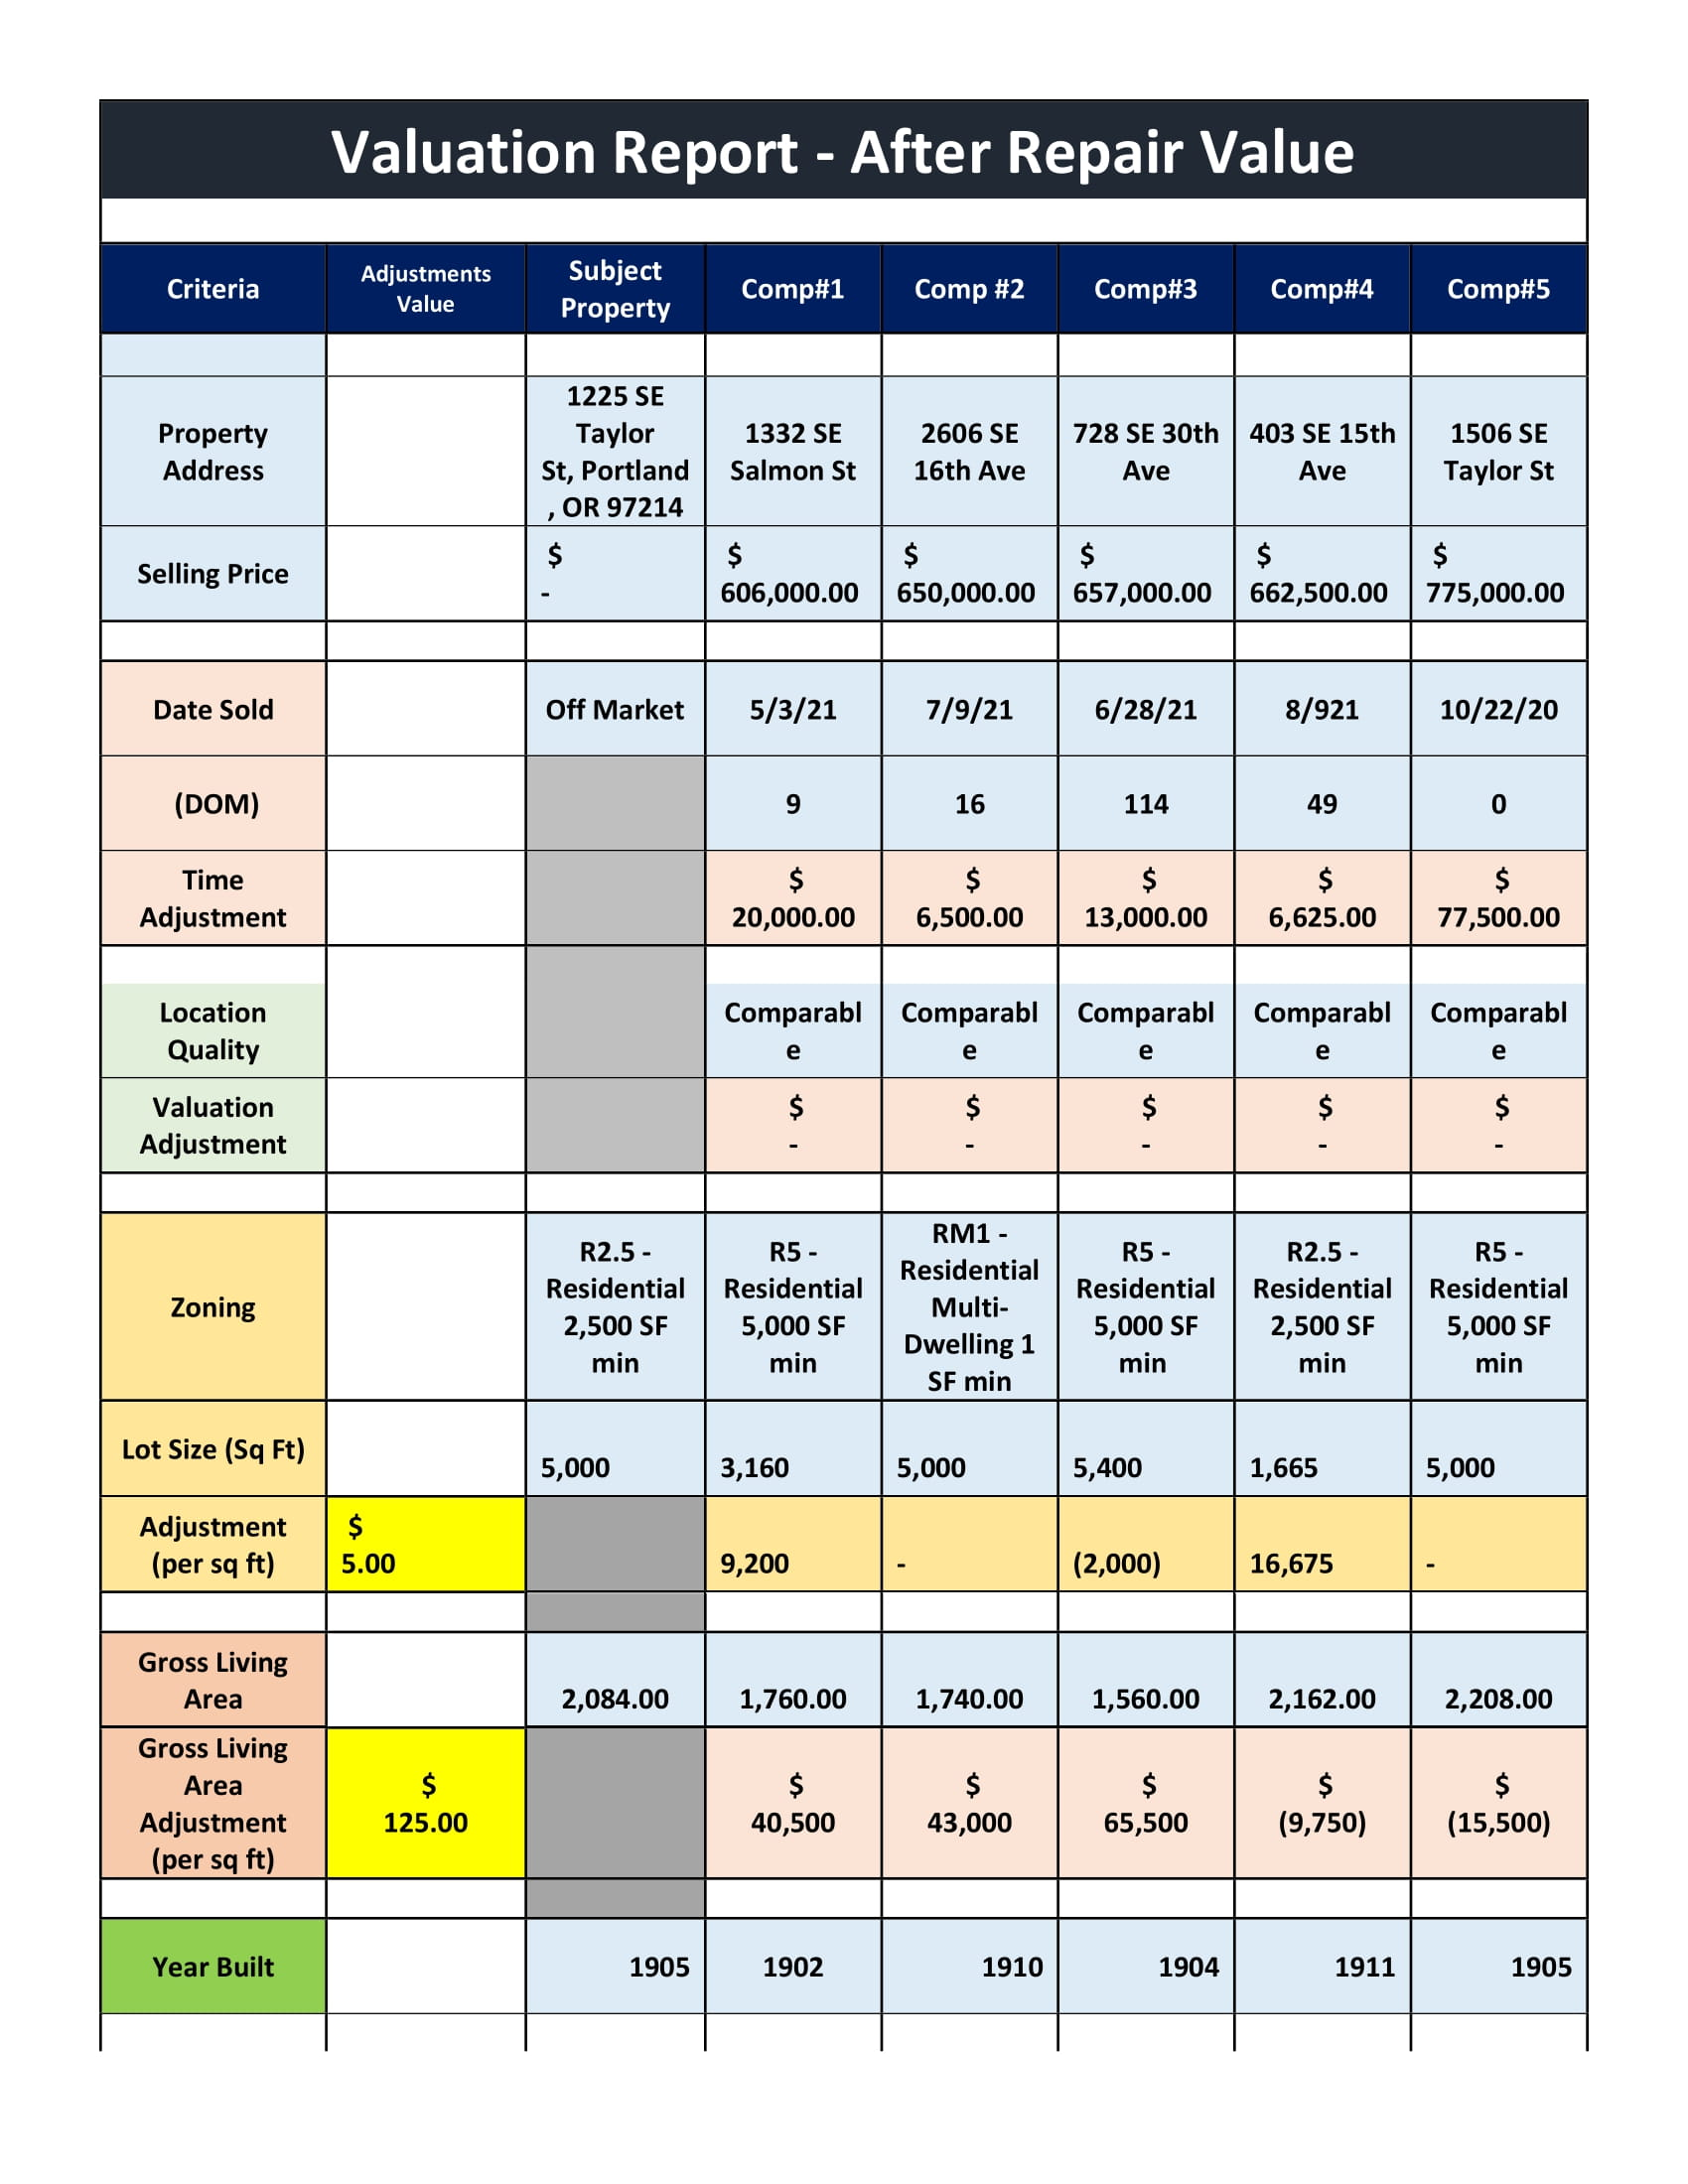 Valuation Report - After Repair Value
Criteria
Adjustments
Value
Subject
Property
Comp#1
Comp #2
Comp#3
Comp#4
Comp#5
Property
Address
1225 SE
Taylor
St, Portland
, OR 97214
1332 SE
Salmon St
2606 SE
16th Ave
728 SE 30th
Ave
403 SE 15th
Ave
1506 SE
Taylor St
Selling Price
$
-
$
606,000.00
$
650,000.00
$
657,000.00
$
662,500.00
$
775,000.00
Date Sold
Off Market
5/3/21
7/9/21
6/28/21
8/921
10/22/20
(DOM)
9
16
114
49
0
Time
Adjustment
$
20,000.00
$
6,500.00
$
13,000.00
$
6,625.00
$
77,500.00
Location
Quality
Comparabl
e
Comparabl
e
Comparabl
e
Comparabl
e
Comparabl
e
Valuation
Adjustment
$
-
$
-
$
-
$
-
$
-
Zoning
R2.5 -
Residential
2,500 SF
min
R5 -
Residential
5,000 SF
min
RM1 -
Residential
Multi-
Dwelling 1
SF min
R5 -
Residential
5,000 SF
min
R2.5 -
Residential
2,500 SF
min
R5 -
Residential
5,000 SF
min
Lot Size (Sq Ft)
5,000
3,160
5,000
5,400
1,665
5,000
Adjustment
(per sq ft)
$
5.00
9,200
-
(2,000)
16,675
-
Gross Living
Area
2,084.00
1,760.00
1,740.00
1,560.00
2,162.00
2,208.00
Gross Living
Area
Adjustment
(per sq ft)
$
125.00
$
40,500
$
43,000
$
65,500
$
(9,750)
$
(15,500)
Year Built
1905
1902
1910
1904
1911
1905